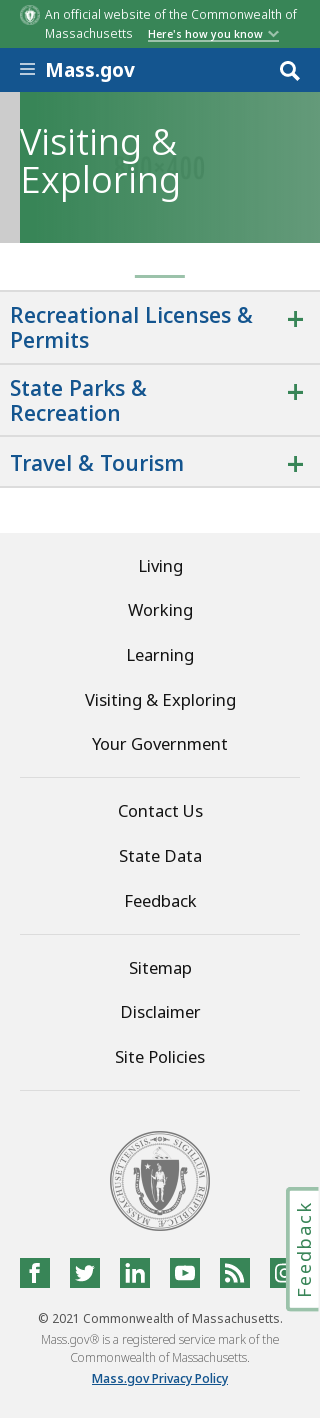 An official website of the Commonwealth of
Massachusetts Here's how you know
Mass.gov
Visiting &
Exploring
Recreational Licenses &
Permits
State Parks &
Recreation
Travel & Tourism
Living
Working
Learning
Visiting & Exploring
Your Government
Contact Us
State Data
Feedback
Sitemap
Disclaimer
Site Policies
Feedback
© 2021 Commonwealth of Massachusetts.
Mass.gov® is a registered service mark of the
Commonwealth of Massachusetts.
Mass.gov Privacy Policy